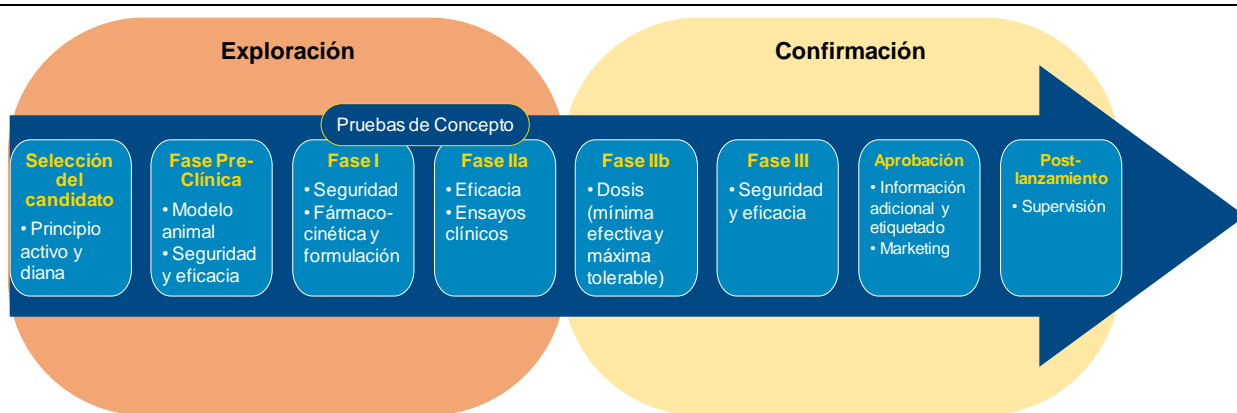 Exploración
Confirmación
Pruebas de Concepto
Selección
del
candidato
• Principio
activo y
diana
Fase Pre-
Clínica
• Modelo
animal
• Seguridad
y eficacia
Fase I
• Seguridad
• Fármaco-
cinética y
formulación
Fase IIa
• Eficacia
• Ensayos
clínicos
Fase IIb
• Dosis
(mínima
efectiva y
máxima
tolerable)
Fase III
• Seguridad
y eficacia
Aprobación
• Información
adicional y
etiquetado
• Marketing
Post-
lanzamiento
• Supervisión